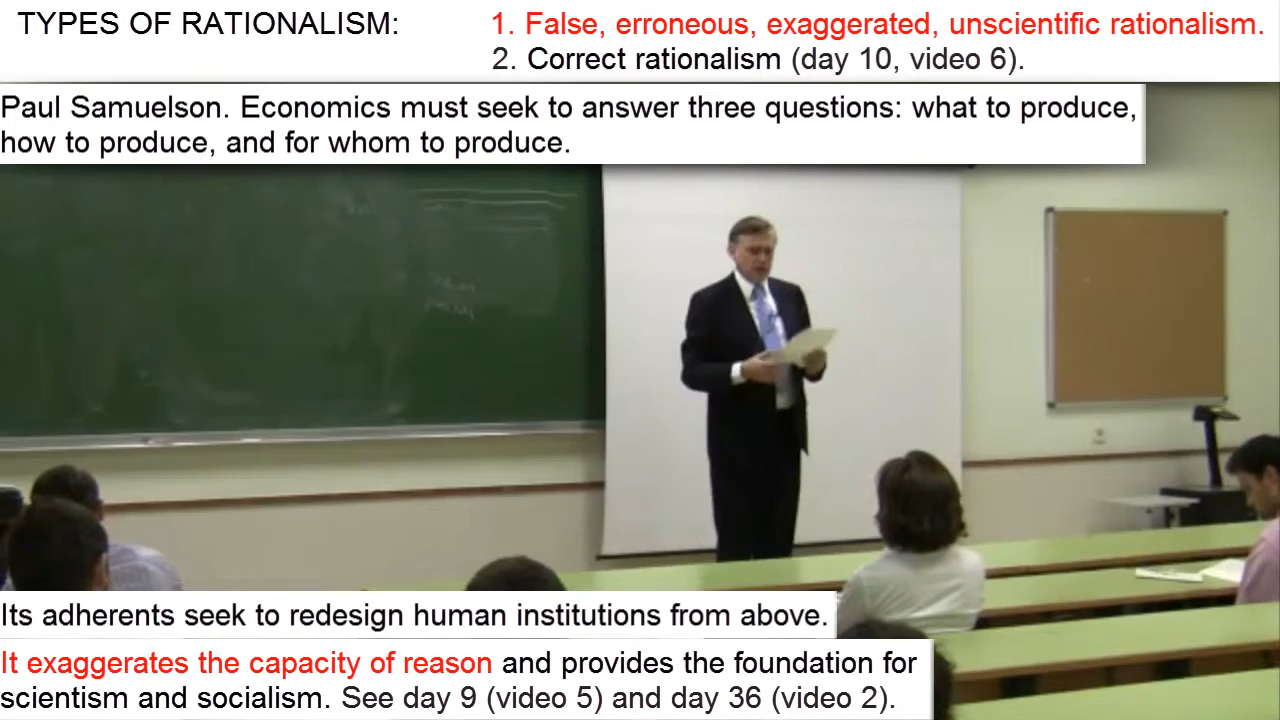 TYPES OF RATIONALISM:
1. False, erroneous, exaggerated, unscientific rationalism.
2. Correct rationalism (day 10, video 6).
Paul Samuelson. Economics must seek to answer three questions: what to produce,
how to produce, and for whom to produce.
Its adherents seek to redesign human institutions from above.
It exaggerates the capacity of reason and provides the foundation for
scientism and socialism. See day 9 (video 5) and day 36 (video 2).